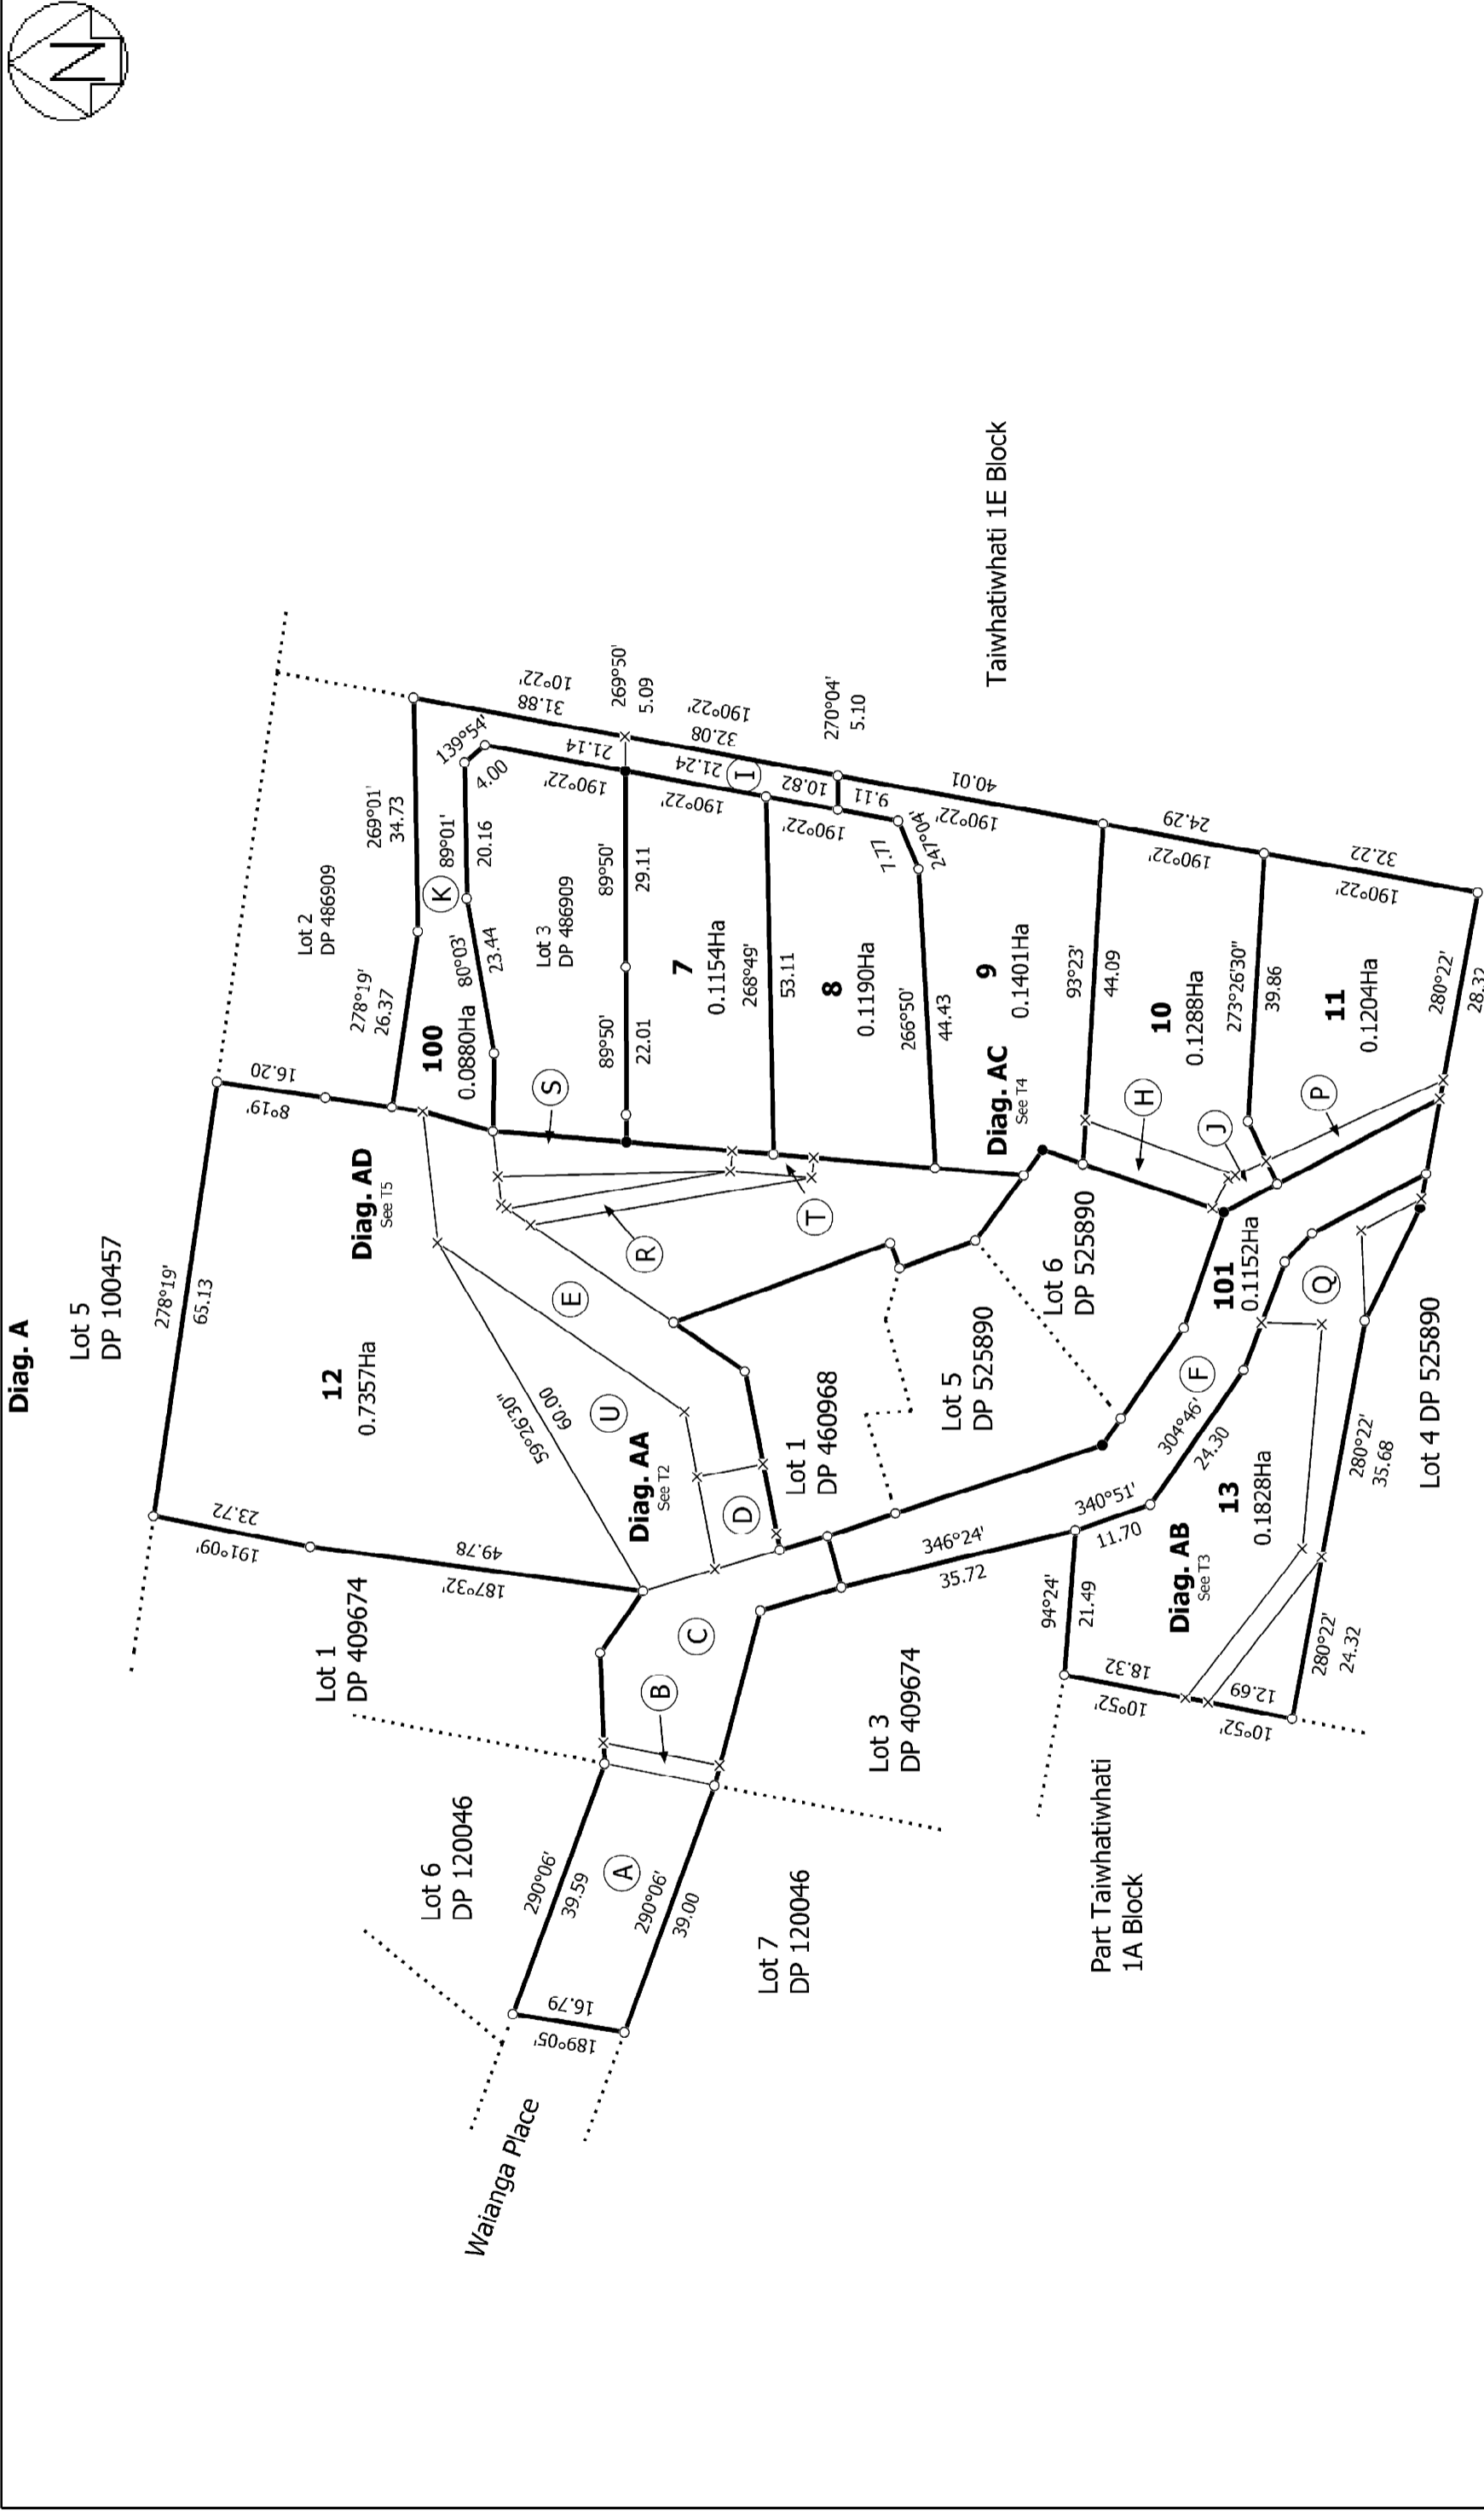 Diag. A
N
Lot 5
DP 100457
278°19'
65.13
Lot 2
DP 486909
269°01'
34.73
278°19'
26.37
16.20
8°19'
10°22'
31.88
139°54'
4.00
89°01'
20.16
K
80°03'
23.44
100
0.0880Ha
Lot 3
DP 486909
21.14
190°22'
269°50'
5.09
12
0.7357Ha
Diag. AD
See T5
23.72
191°09'
49.78
187°32'
Lot 1
DP 409674
S
89°50'
22.01
89°50'
29.11
190°22'
32.08
21.24
190°22'
I
7
0.1154Ha
268°49'
53.11
10.82
190°22'
270°04'
5.10
9.11
8
0.1190Ha
7.77
247°04'
266°50'
44.43
40.01
190°22'
Taiwhatiwhati 1E Block
E
59°26'30"
60.00
U
R
T
Diag. AA
See T2
D
C
B
Lot 6
DP 120046
290°06'
39.59
A
290°06'
39.00
16.79
189°05'
Waianga Place
Lot 7
DP 120046
Lot 1
DP 460968
Lot 3
DP 409674
Lot 5
DP 525890
Lot 6
DP 525890
9
0.1401Ha
Diag. AC
See T4
93°23'
44.09
24.29
190°22'
H
10
0.1288Ha
273°26'30"
39.86
J
32.22
190°22'
11
0.1204Ha
P
280°22'
28.32
346°24'
35.72
340°51'
11.70
304°46'
24.30
F
101
0.1152Ha
Q
94°24'
21.49
18.32
10°52'
Diag. AB
See T3
13
0.1828Ha
12.69
10°52'
280°22'
24.32
280°22'
35.68
Part Taiwhatiwhati
1A Block
Lot 4 DP 525890